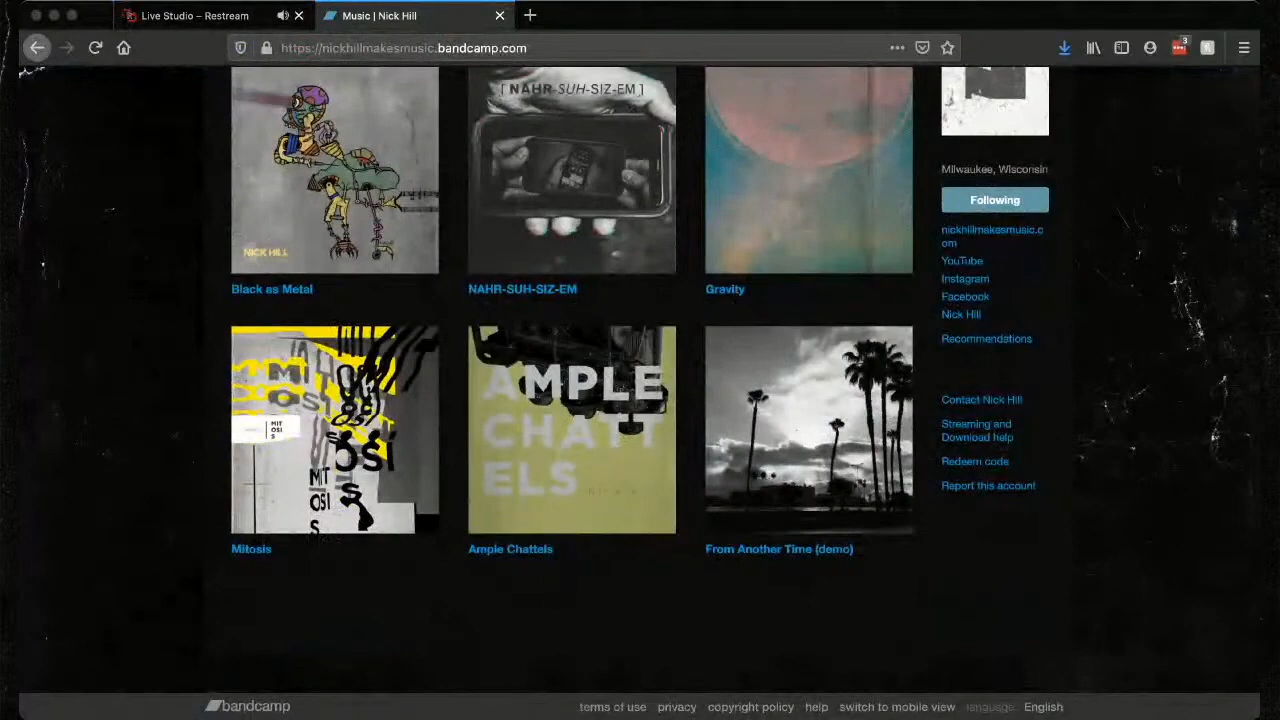 Live Studio – Restream
Music | Nick Hill
https://nickhillmakesmusic.bandcamp.com
3
[ NAHR-SUH-SIZ-EM ]
NICK HILL
Milwaukee, Wisconsin
Following
Black as Metal
NAHR-SUH-SIZ-EM
Gravity
nickhillmakesmusic.c
om
YouTube
Instagram
Facebook
Nick Hill
Recommendations
AMPLE
CHATT
ELS
MIT
OSI
S
MIT
OSI
S
Contact Nick Hill
Streaming and
Download help
Redeem code
Report this account
Mitosis
Ample Chattels
From Another Time (demo)
bandcamp
terms of use privacy copyright policy help switch to mobile view language: English